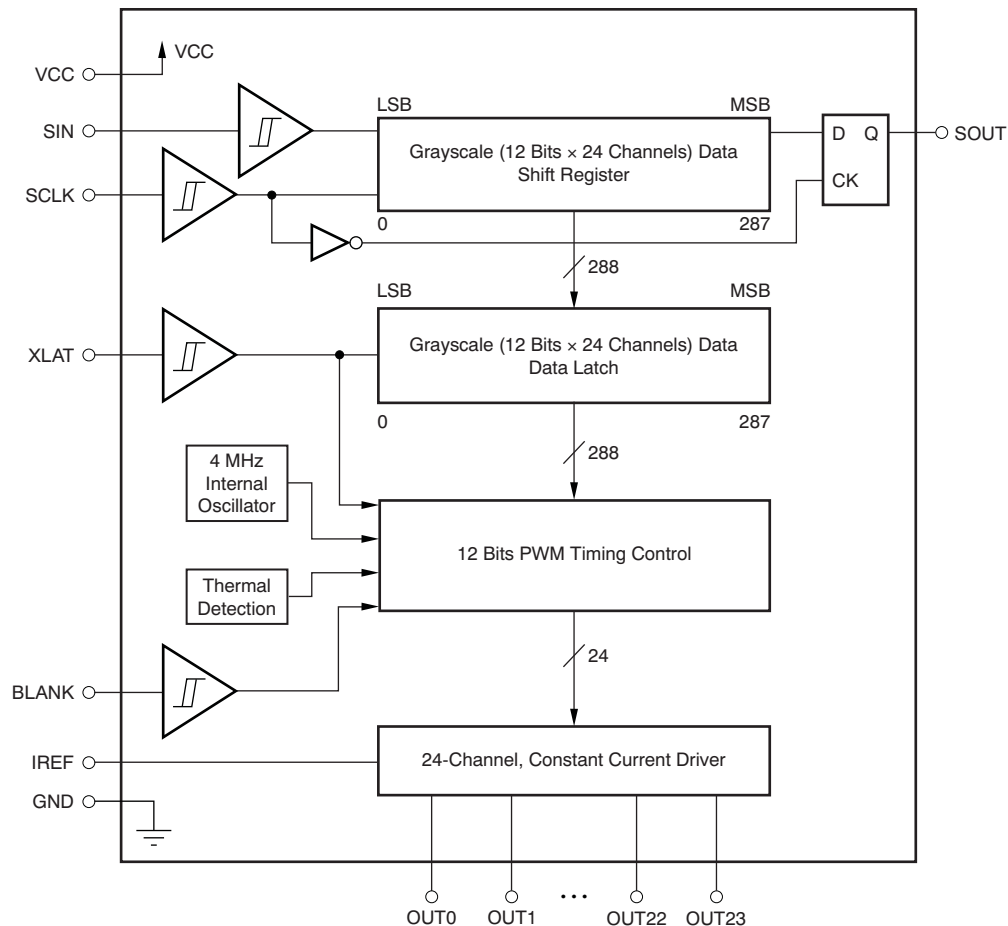 VCC
VCC
SIN
LSB
MSB
Grayscale (12 Bits × 24 Channels) Data
Shift Register
D Q
SOUT
SCLK
CK
0
287
288
LSB
MSB
XLAT
Grayscale (12 Bits × 24 Channels) Data
Data Latch
0
287
288
4 MHz
Internal
Oscillator
12 Bits PWM Timing Control
Thermal
Detection
24
BLANK
IREF
24-Channel, Constant Current Driver
GND
OUT0
OUT1
...
OUT22
OUT23